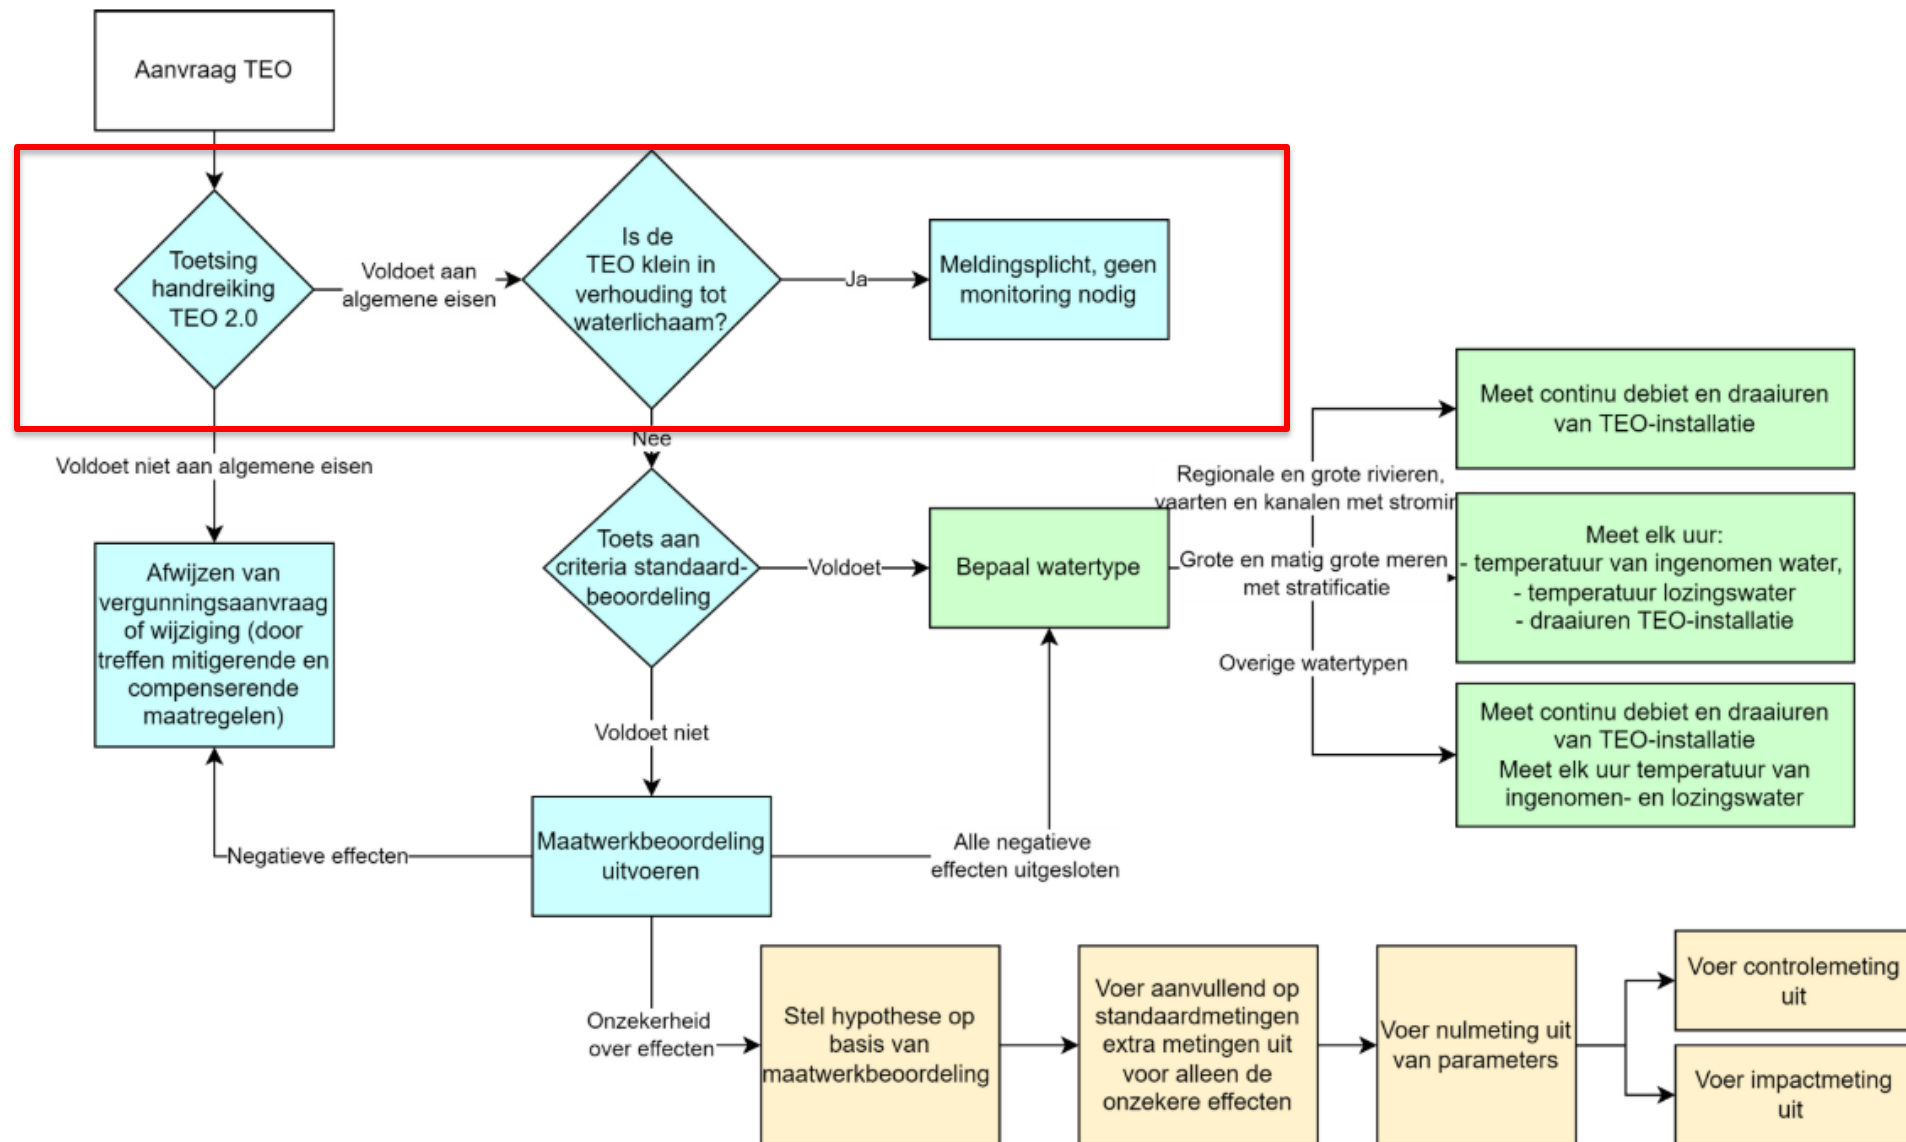 Aanvraag TEO
Toetsing
handreiking
TEO 2.0
Voldoet aan
algemene eisen
Is de
TEO klein in
verhouding tot
waterlichaam?
Ja
Meldingsplicht, geen
monitoring nodig
Nee
Voldoet niet aan algemene eisen
Afwijzen van
vergunningsaanvraag
of wijziging (door
treffen mitigerende en
compenserende
maatregelen)
Toets aan
criteria standaard-
beoordeling
Voldoet
Bepaal watertype
Regionale en grote rivieren,
vaarten en kanalen met stromin
Meet continu debiet en draaiuren
van TEO-installatie
Grote en matig grote meren
met stratificatie
Meet elk uur:
- temperatuur van ingenomen water,
- temperatuur lozingswater
- draaiuren TEO-installatie
Overige watertypen
Meet continu debiet en draaiuren
van TEO-installatie
Meet elk uur temperatuur van
ingenomen- en lozingswater
Voldoet niet
Maatwerkbeoordeling
uitvoeren
Negatieve effecten
Alle negatieve
effecten uitgesloten
Onzekerheid
over effecten
Stel hypothese op
basis van
maatwerkbeoordeling
Voer aanvullend op
standaardmetingen
extra metingen uit
voor alleen de
onzekere effecten
Voer nulmeting uit
van parameters
Voer controlemeting
uit
Voer impactmeting
uit